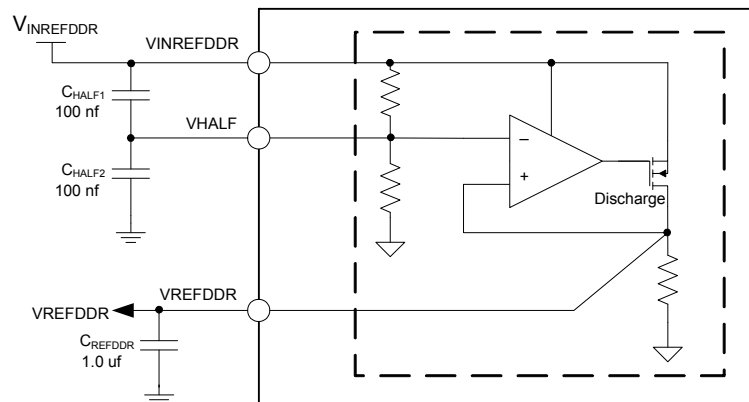 VINREFDDR
VINREFDDR
CHALF1
100 nf
VHALF
CHALF2
100 nf
−
+
Discharge
VREFDDR
VREFDDR
CREFDDR
1.0 uf